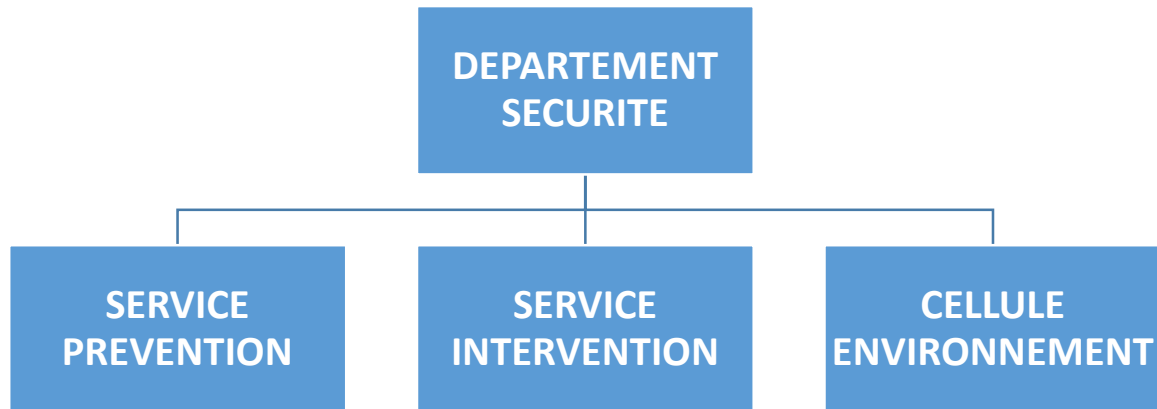 DEPARTEMENT
SECURITE
SERVICE
PREVENTION
SERVICE
INTERVENTION
CELLULE
ENVIRONNEMENT